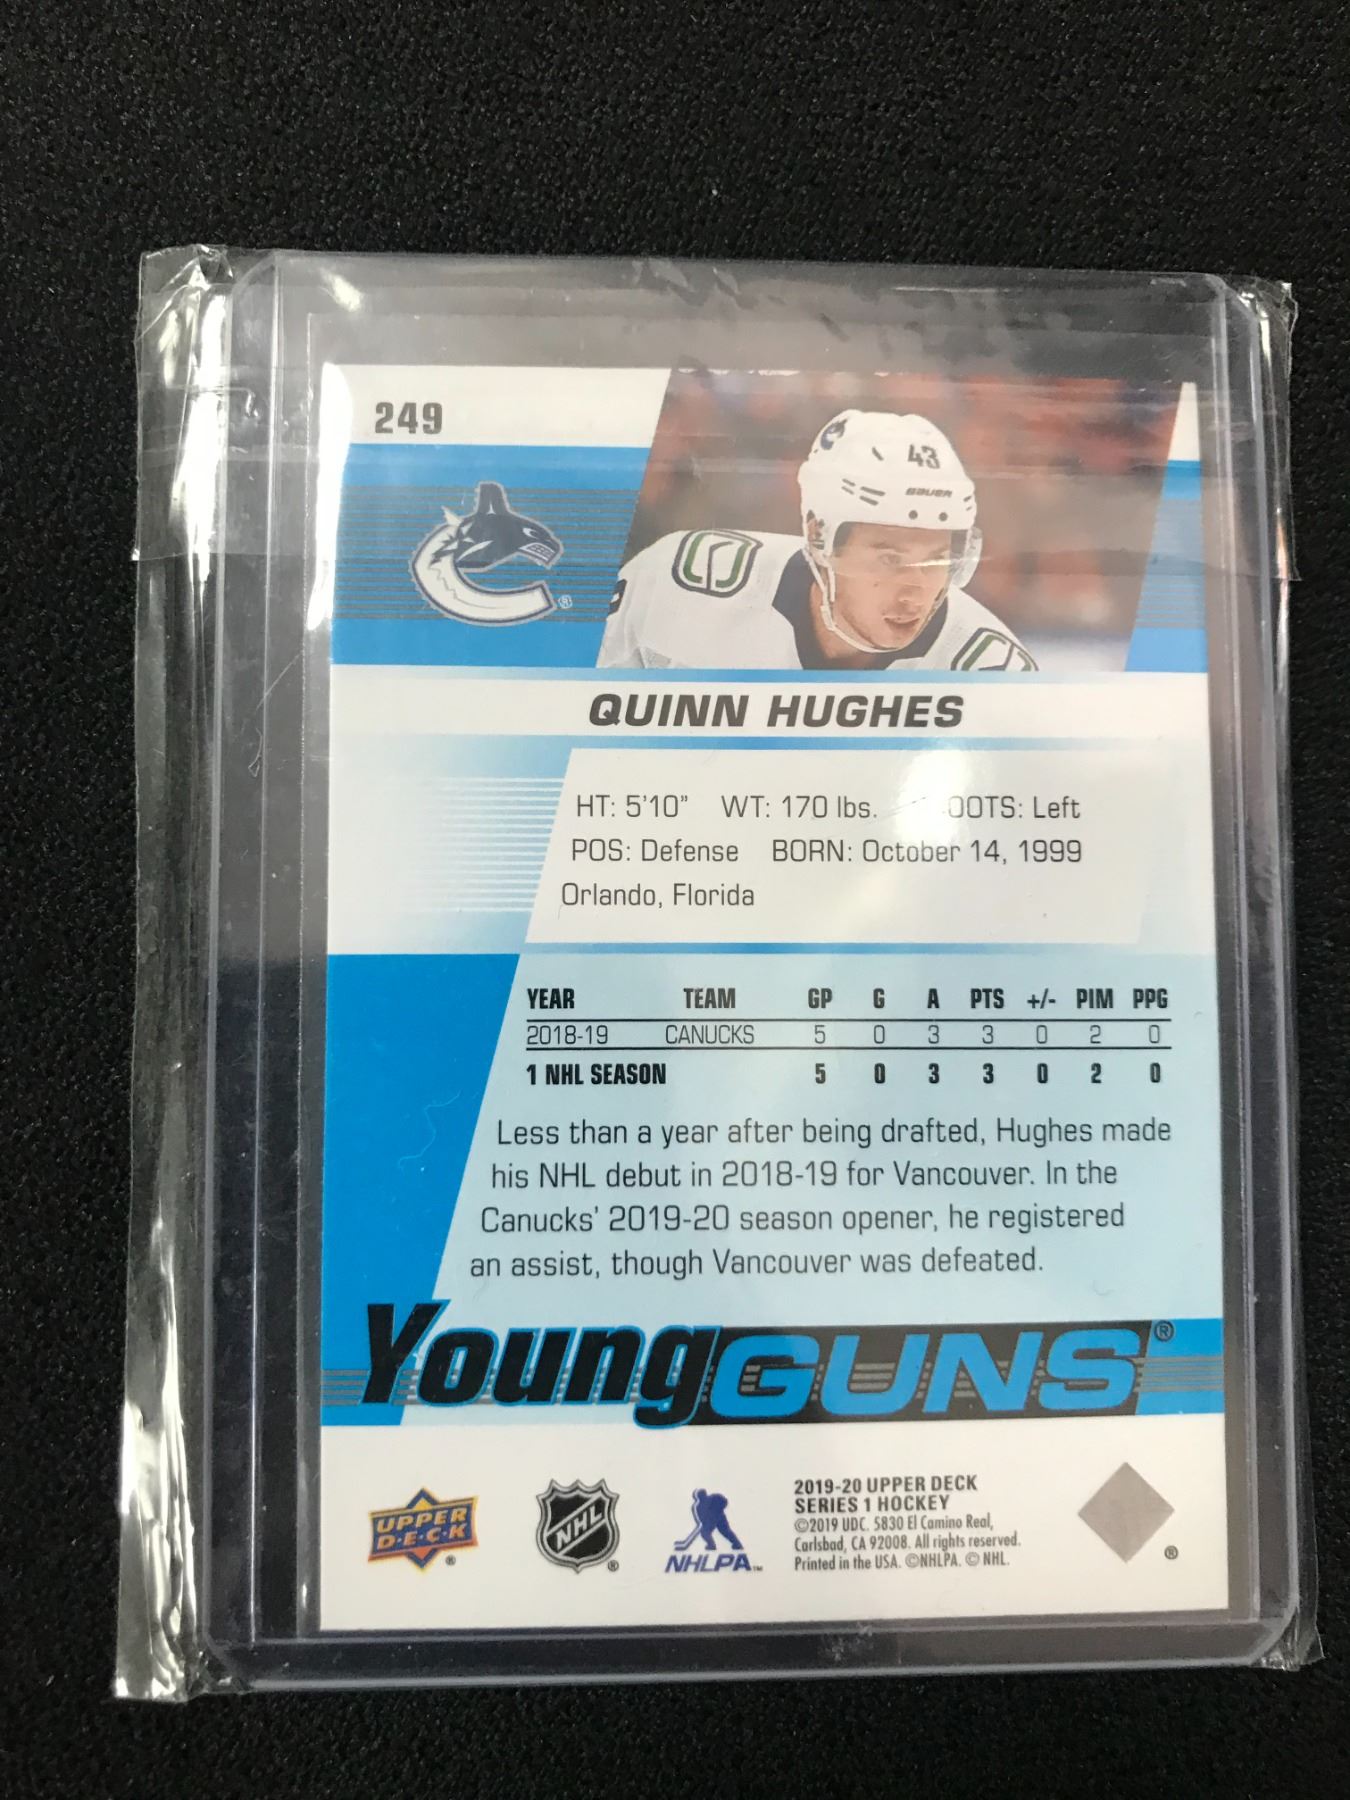 249
43
BAUER
®
QUINN HUGHES
HT: 5'10" WT: 170 lbs. OOTS: Left
POS: Defense BORN: October 14, 1999
Orlando, Florida
YEAR TEAM GP G A PTS +/- PIM PPG
2018-19 CANUCKS 5 0 3 3 0 2 0
1 NHL SEASON 5 0 3 3 0 2 0
Less than a year after being drafted, Hughes made
his NHL debut in 2018-19 for Vancouver. In the
Canucks' 2019-20 season opener, he registered
an assist, though Vancouver was defeated.
Young GUNS®
UPPER
D·E·C·K
®
NHL
®
NHLPA™
2019-20 UPPER DECK
SERIES 1 HOCKEY
©2019 UDC. 5830 El Camino Real,
Carlsbad, CA 92008. All rights reserved.
Printed in the USA. ©NHLPA. © NHL.
®